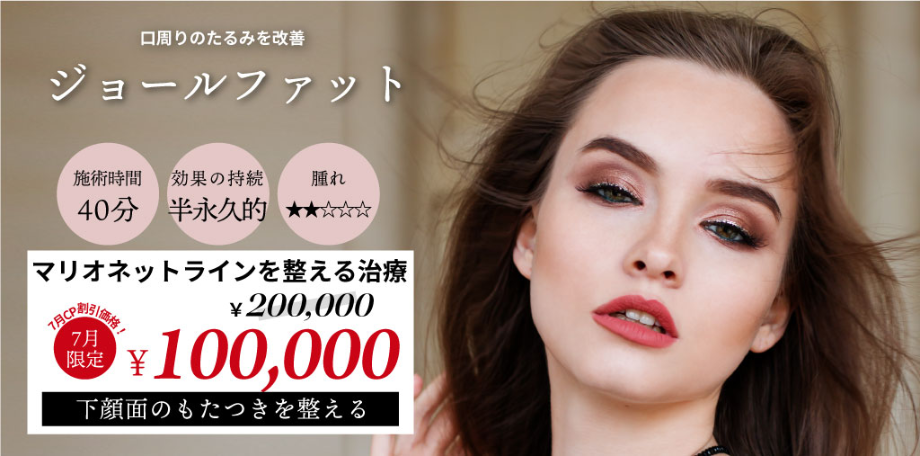 口周りのたるみを改善
ジョールファット
施術時間
40分
効果の持続
半永久的
腫れ
★★☆☆☆
マリオネットラインを整える治療
7月CP割引価格！
7月
限定
¥200,000
¥100,000
下顔面のもたつきを整える